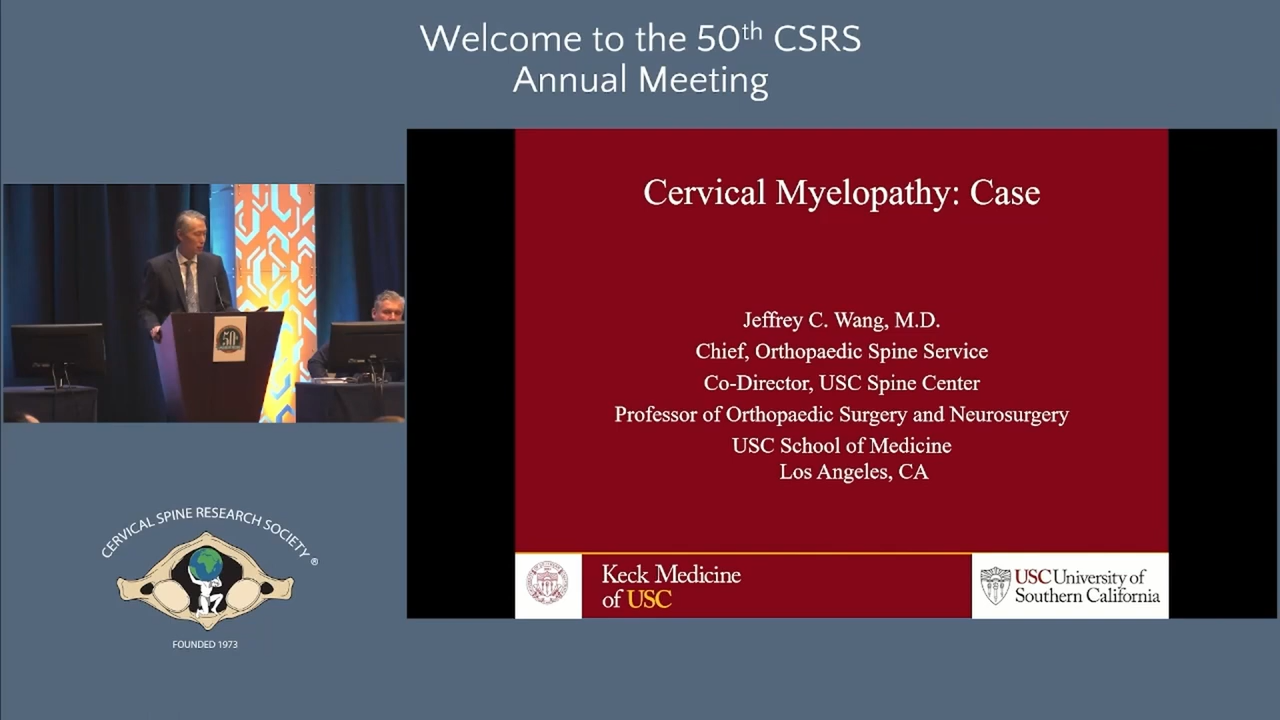 Welcome to the 50th CSRS
Annual Meeting
Cervical Myelopathy: Case
Jeffrey C. Wang, M.D.
Chief, Orthopaedic Spine Service
Co-Director, USC Spine Center
Professor of Orthopaedic Surgery and Neurosurgery
USC School of Medicine
Los Angeles, CA
Keck Medicine
of USC
USC University of
Southern California
50
CERVICAL SPINE RESEARCH SOCIETY ®
FOUNDED 1973